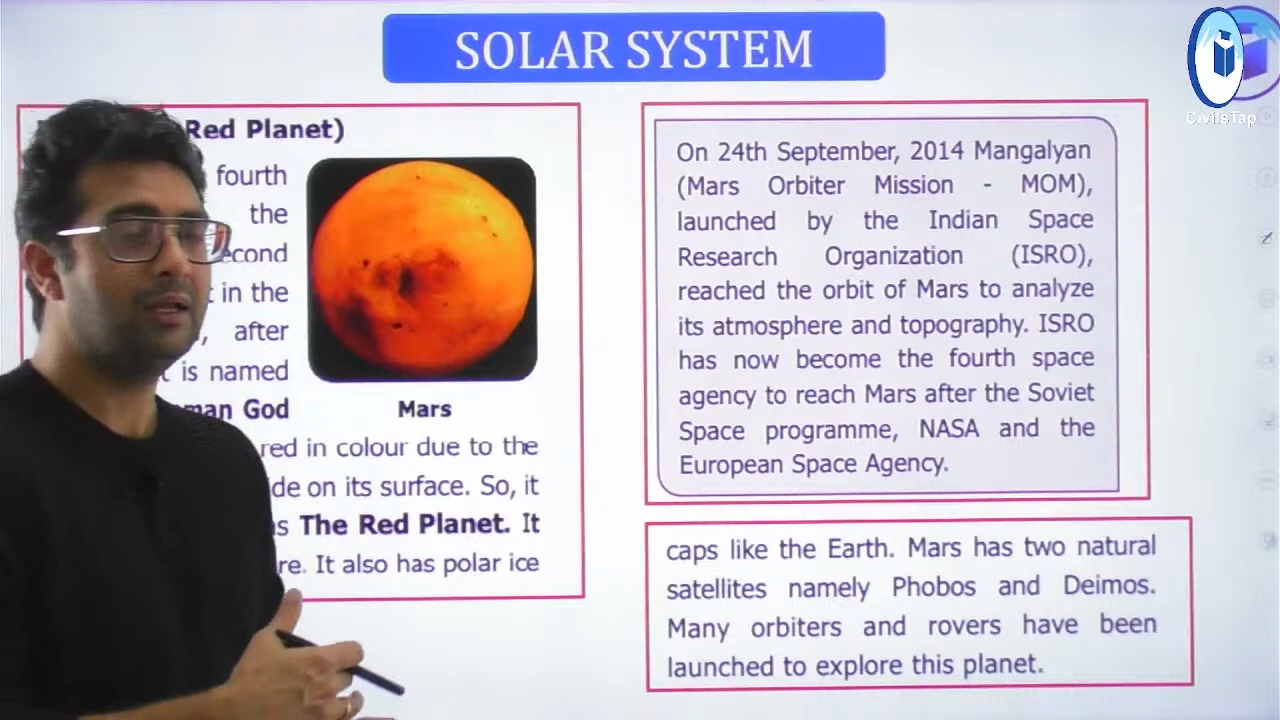 SOLAR SYSTEM
CivilsTap
Red Planet)
fourth
the
in the
, after
is named
God
Mars
red in colour due to the
on its surface. So, it
The Red Planet. It
. It also has polar ice
On 24th September, 2014 Mangalyan
(Mars Orbiter Mission - MOM),
launched by the Indian Space
Research Organization (ISRO),
reached the orbit of Mars to analyze
its atmosphere and topography. ISRO
has now become the fourth space
agency to reach Mars after the Soviet
Space programme, NASA and the
European Space Agency.
caps like the Earth. Mars has two natural
satellites namely Phobos and Deimos.
Many orbiters and rovers have been
launched to explore this planet.